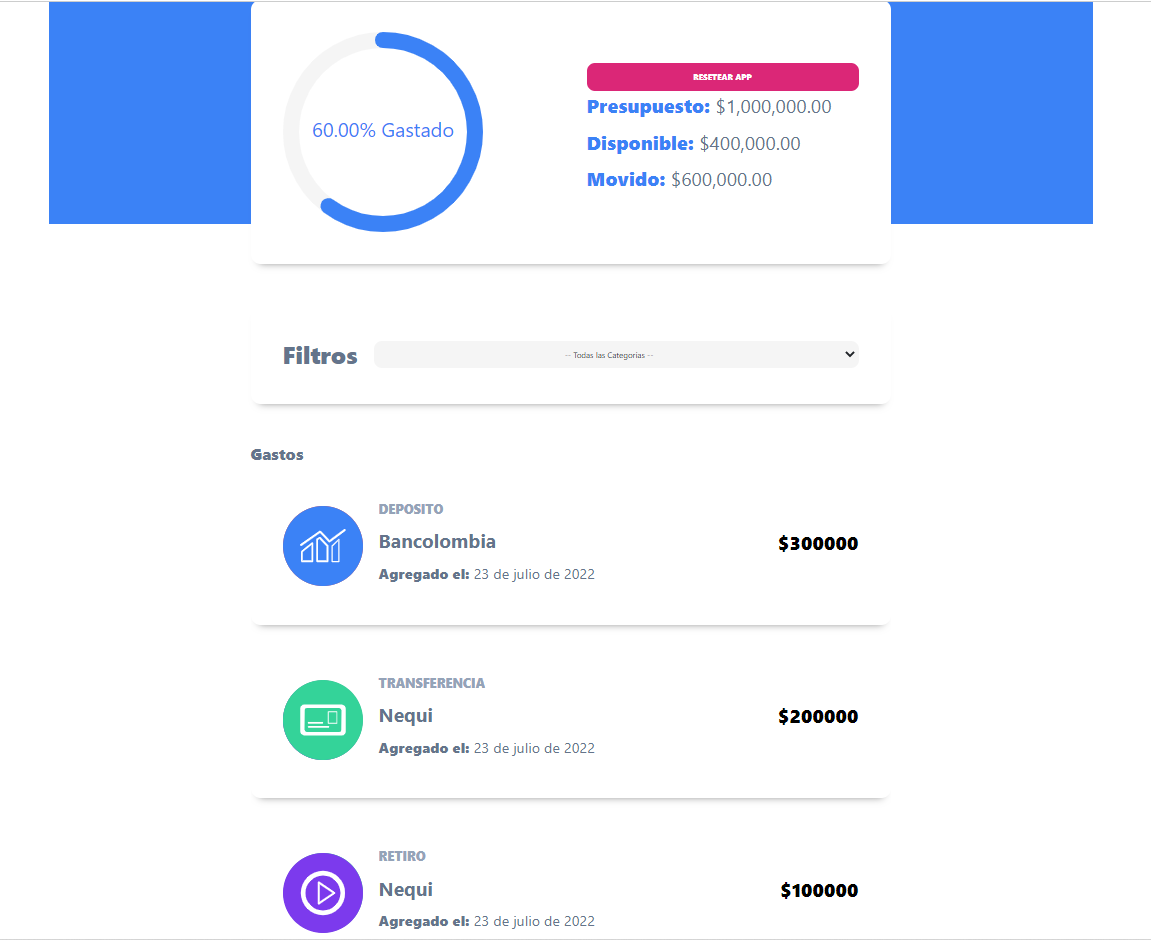 60.00% Gastado
RESETEAR APP
Presupuesto: $1,000,000.00
Disponible: $400,000.00
Movido: $600,000.00
Filtros
-- Todas las Categorias --
Gastos
DEPOSITO
Bancolombia
$300000
Agregado el: 23 de julio de 2022
TRANSFERENCIA
Nequi
$200000
Agregado el: 23 de julio de 2022
RETIRO
Nequi
$100000
Agregado el: 23 de julio de 2022